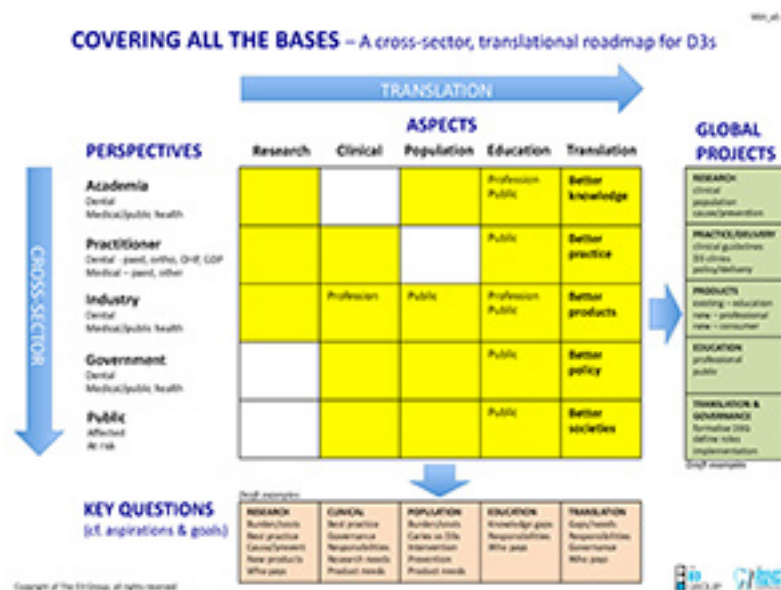 COVERING ALL THE BASES – A cross-sector, translational roadmap for D3s
TRANSLATION
ASPECTS
PERSPECTIVES
Research Clinical Population Education Translation
GLOBAL
PROJECTS
CROSS-SECTOR
Academia
Dental
Medical/public health
Profession
Public
Better
knowledge
Practitioner
Dental - paed, ortho, OHP, GDP
Medical – paed, other
Public
Better
practice
Industry
Dental
Medical/public health
Profession
Public
Profession
Public
Better
products
Government
Dental
Medical/public health
Public
Better
policy
Public
Affected
At risk
Public
Better
societies
RESEARCH
clinical
population
cause/prevention
PRACTICE/DELIVERY
clinical guidelines
D3 clinics
policy/delivery
PRODUCTS
existing – education
new – professional
new – consumer
EDUCATION
professional
public
TRANSLATION &
GOVERNANCE
formalise
define roles
implementation
Draft examples
KEY QUESTIONS
(cf. aspirations & goals)
Draft examples
RESEARCH
Burden/costs
Best practice
Cause/prevent
New products
Who pays
CLINICAL
Best practice
Governance
Responsibilities
Research needs
Product needs
POPULATION
Burden/costs
Caries vs D3s
Intervention
Prevention
Product needs
EDUCATION
Knowledge gaps
Responsibilities
Who pays
TRANSLATION
Gaps/needs
Responsibilities
Governance
Who pays
Copyright of The D3 Group, all rights reserved
GROUP